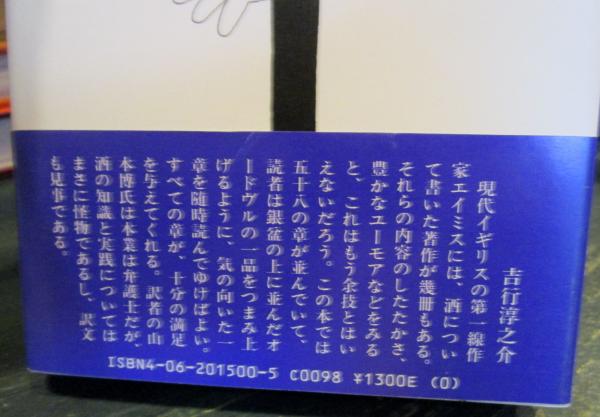 吉行淳之介
現代イギリスの第一線作
家エイミスには、酒につい
て書いた著作が幾冊もある。
それらの内容のしたたかさ、
豊かなユーモアなどをみる
と、これはもう余技とはい
えないだろう。この本では
五十八の章が並んでいて、
読者は銀盆の上に並んだオ
ードヴルの一品をつまみ上
げるように、気の向いた一
章を随時読んでゆけばよい。
すべての章が、十分の満足
を与えてくれる。訳者の山
本博氏は本業は弁護士だが、
酒の知識と実践については
まさに怪物であるし、訳文
も見事である。
ISBN4-06-201500-5 C0098 ¥1300E (0)